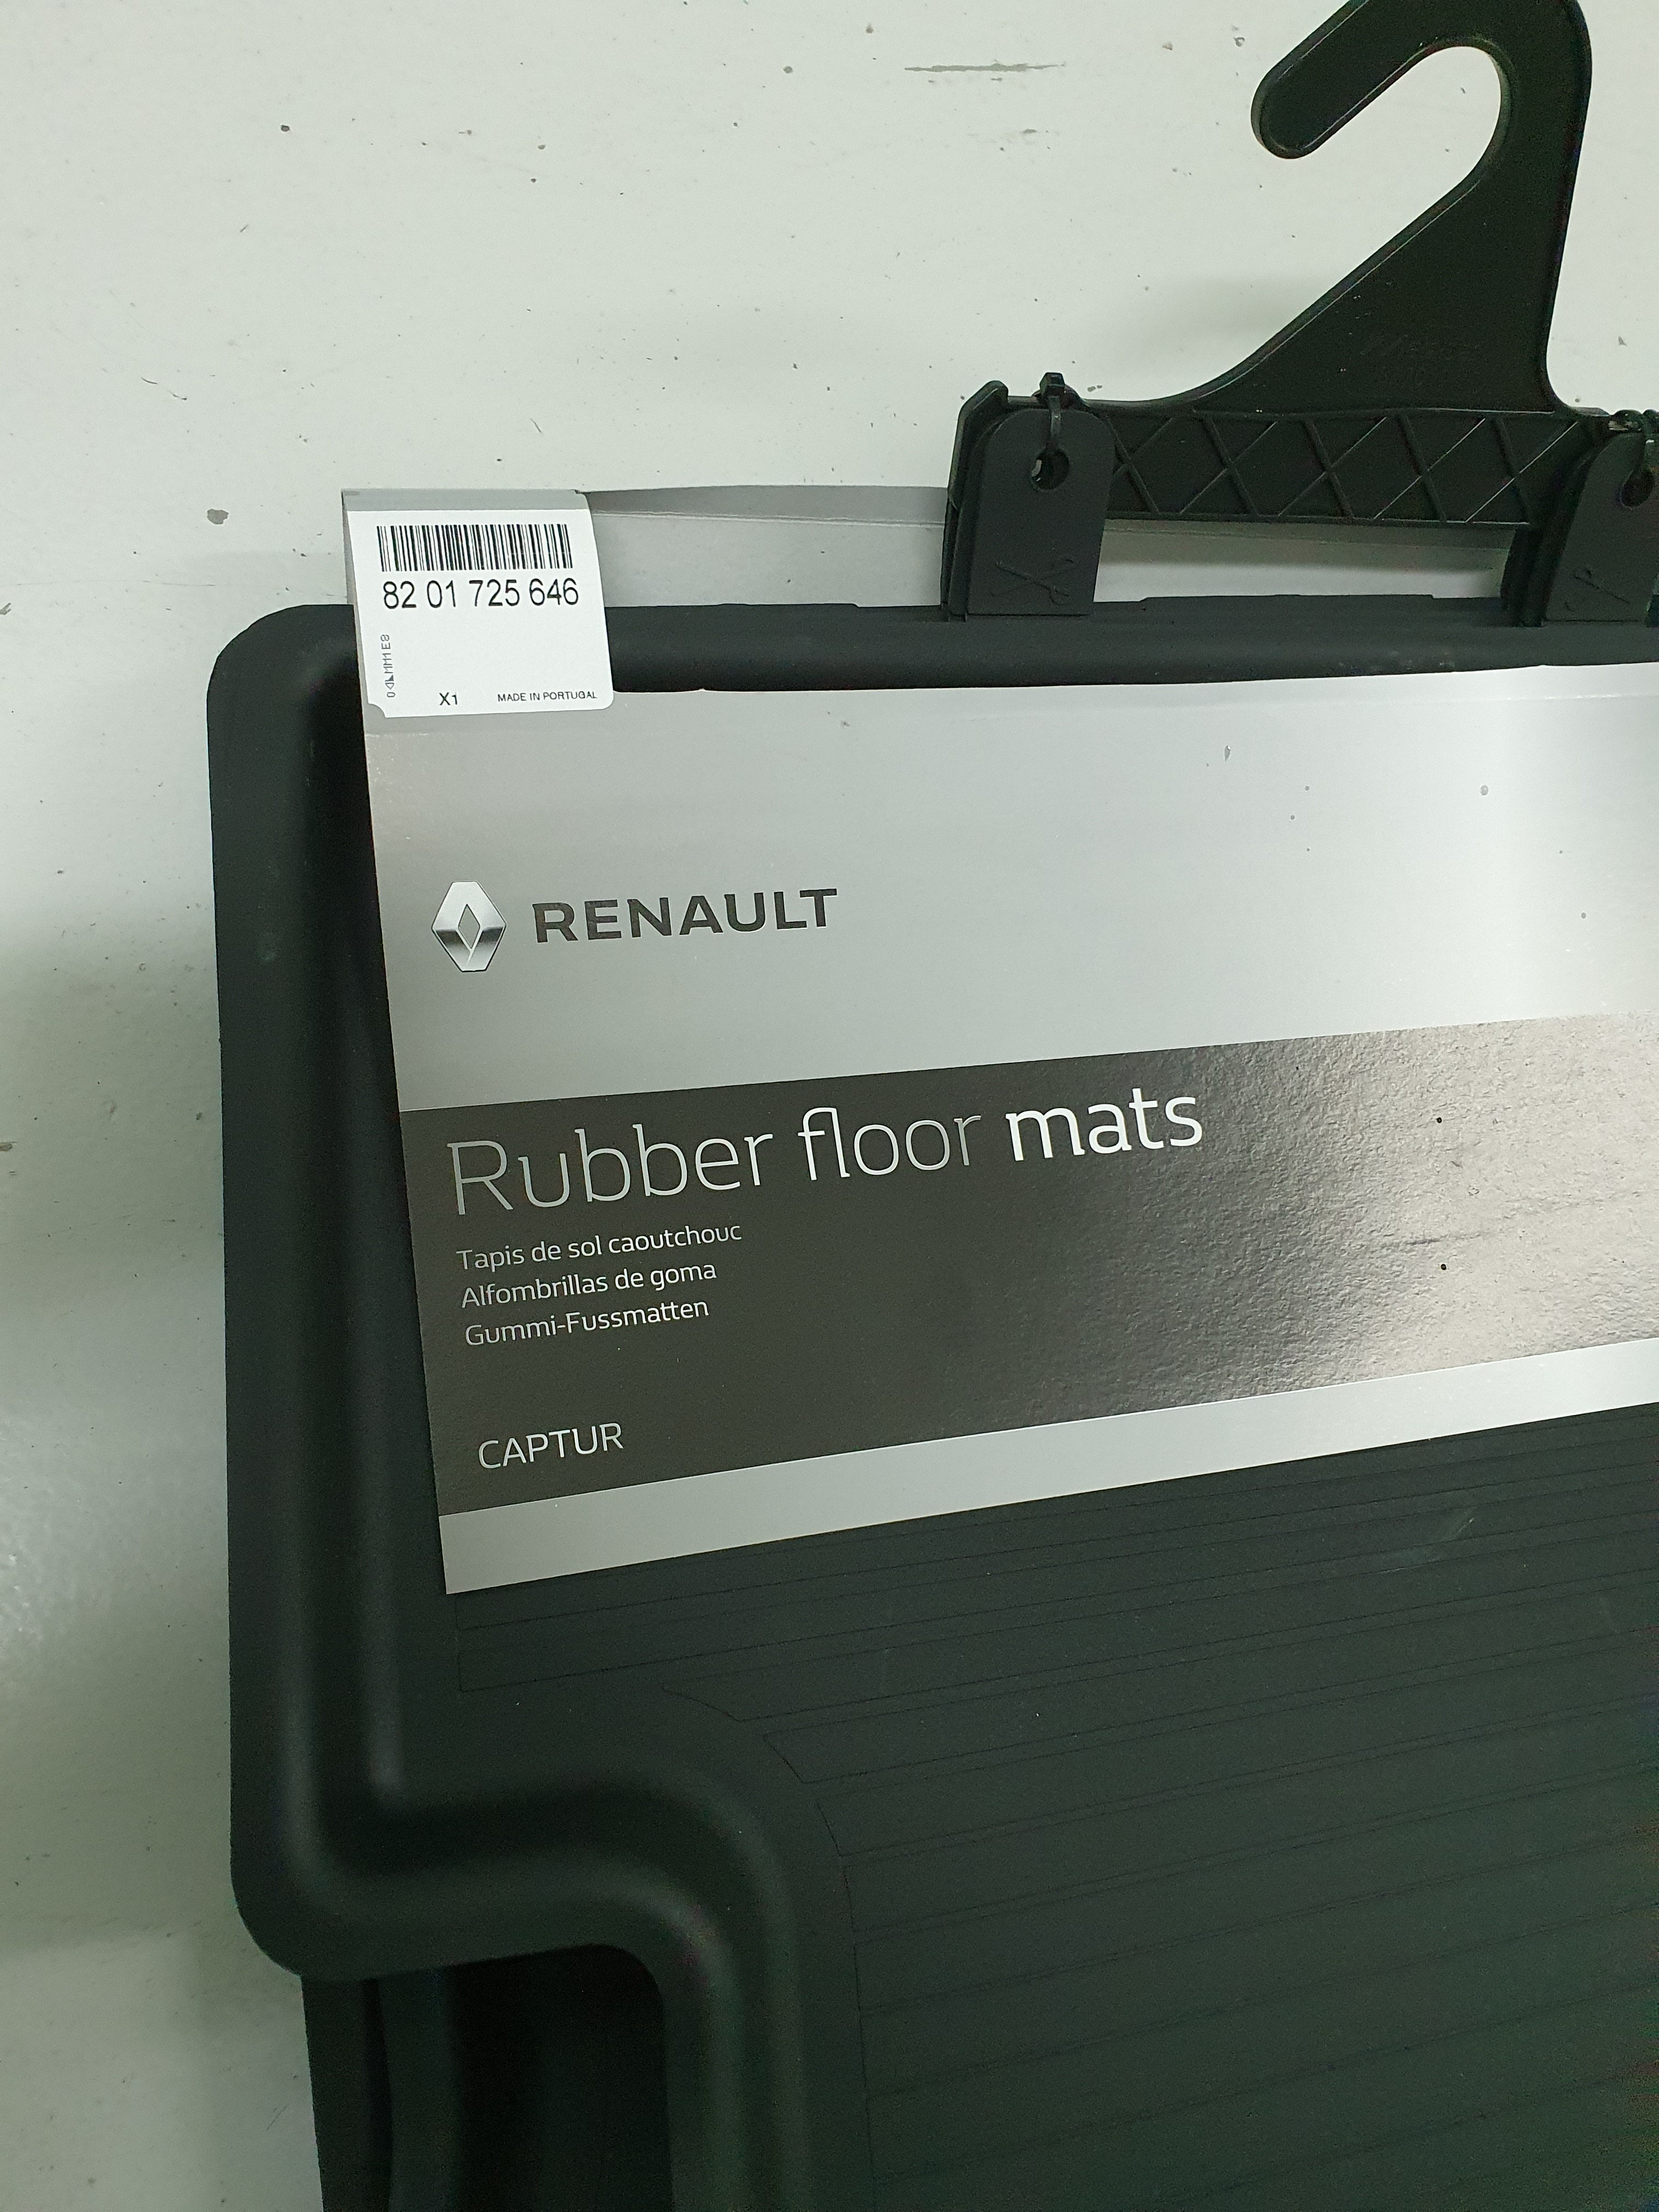 82 01 725 646
X1
MADE IN PORTUGAL
RENAULT
Rubber floor mats
Tapis de sol caoutchouc
Alfombrillas de goma
Gummi-Fussmatten
CAPTUR